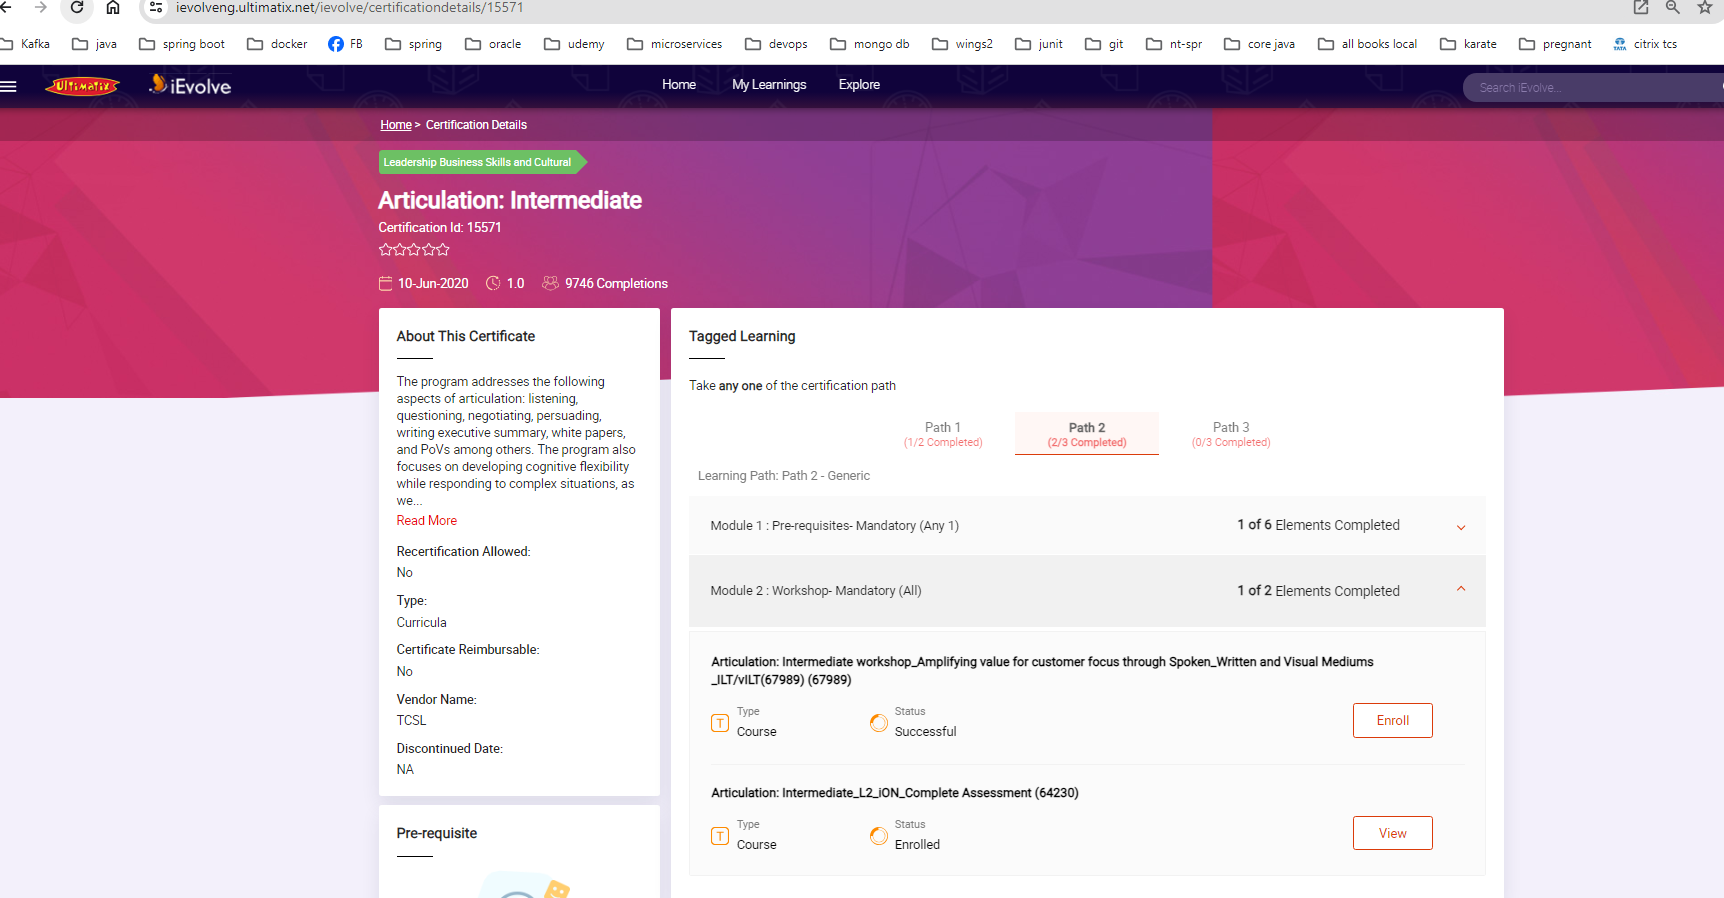 ievolveng.ultimatix.net/ievolve/certificationdetails/15571
Kafka java spring boot docker FB spring oracle udemy microservices devops mongo db wings2 junit git nt-spr core java all books local karate pregnant TATA citrix tcs
Ultimatix iEvolve Home My Learnings Explore Search iEvolve...
Home > Certification Details
Leadership Business Skills and Cultural
Articulation: Intermediate
Certification Id: 15571
10-Jun-2020 1.0 9746 Completions
About This Certificate
The program addresses the following
aspects of articulation: listening,
questioning, negotiating, persuading,
writing executive summary, white papers,
and PoVs among others. The program also
focuses on developing cognitive flexibility
while responding to complex situations, as
we...
Read More
Recertification Allowed:
No
Type:
Curricula
Certificate Reimbursable:
No
Vendor Name:
TCSL
Discontinued Date:
NA
Pre-requisite
Tagged Learning
Take any one of the certification path
Path 1 Path 2 Path 3
(1/2 Completed) (2/3 Completed) (0/3 Completed)
Learning Path: Path 2 - Generic
Module 1 : Pre-requisites- Mandatory (Any 1) 1 of 6 Elements Completed
Module 2 : Workshop- Mandatory (All) 1 of 2 Elements Completed
Articulation: Intermediate workshop_Amplifying value for customer focus through Spoken_Written and Visual Mediums
_ILT/vILT(67989) (67989)
Type Status
T Course Successful Enroll
Articulation: Intermediate_L2_iON_Complete Assessment (64230)
Type Status
T Course Enrolled View